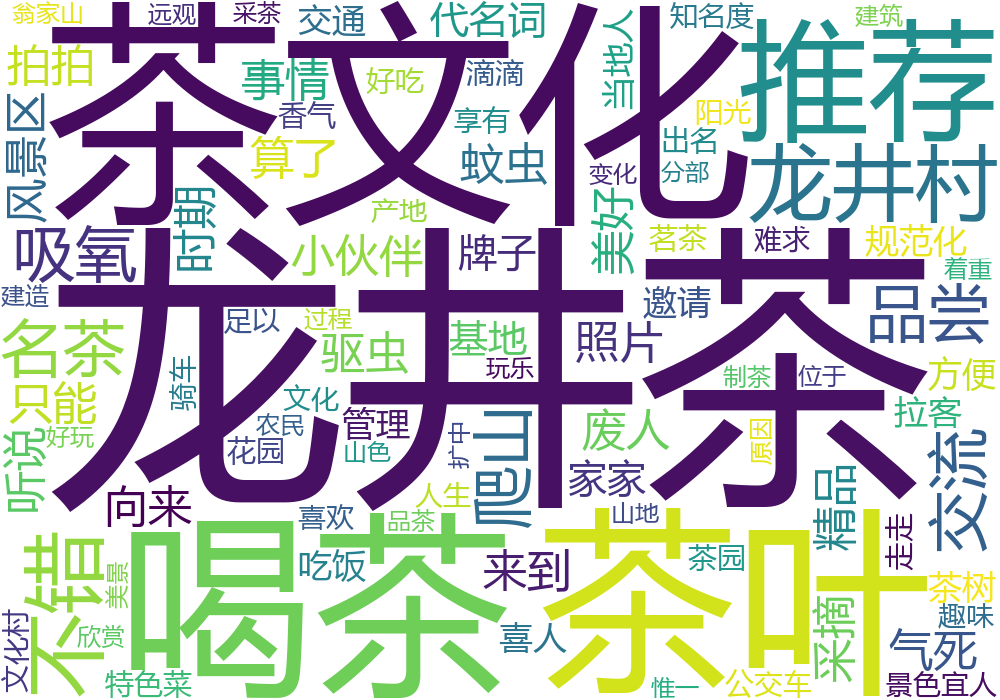 翁家山
远观
采茶
交通
代名词
知名度
建筑
茶文化
推荐
拍拍
事情
好吃
滴滴
当地人
风景区
香气
享有
阳光
出名
算了
蚊虫
变化
分部
龙井村
时期
产地
美好
茗茶
难求
规范化
吸氧
小伙伴
牌子
着重
龙井茶
建造
足以
过程
邀请
品尝
名茶
驱虫
基地
照片
玩乐
制茶
位于
方便
骑车
只能
文化
拉客
好玩
农民
管理
废人
原因
听说
花园
山色
扩中
爬山
交流
家家
向来
人生
精品
喜欢
品茶
山地
不错
喝茶
茶叶
走走
吃饭
来到
茶园
美景
茶树
采摘
趣味
文化村
欣赏
喜人
气死
特色菜
惟一
公交车
景色宜人